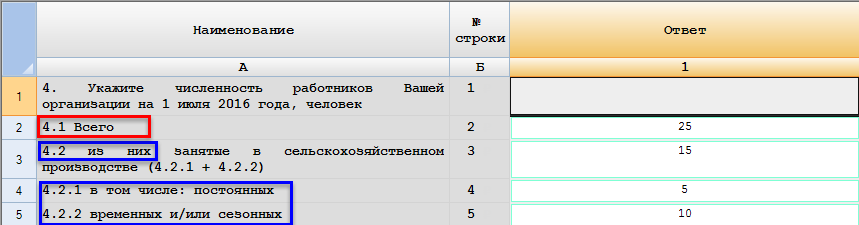 Наименование № строки Ответ
А Б 1
1 4. Укажите численность работников Вашей 1
организации на 1 июля 2016 года, человек
2 4.1 Всего 2 25
3 4.2 из них занятые в сельскохозяйственном 3 15
производстве (4.2.1 + 4.2.2)
4 4.2.1 в том числе: постоянных 4 5
5 4.2.2 временных и/или сезонных 5 10